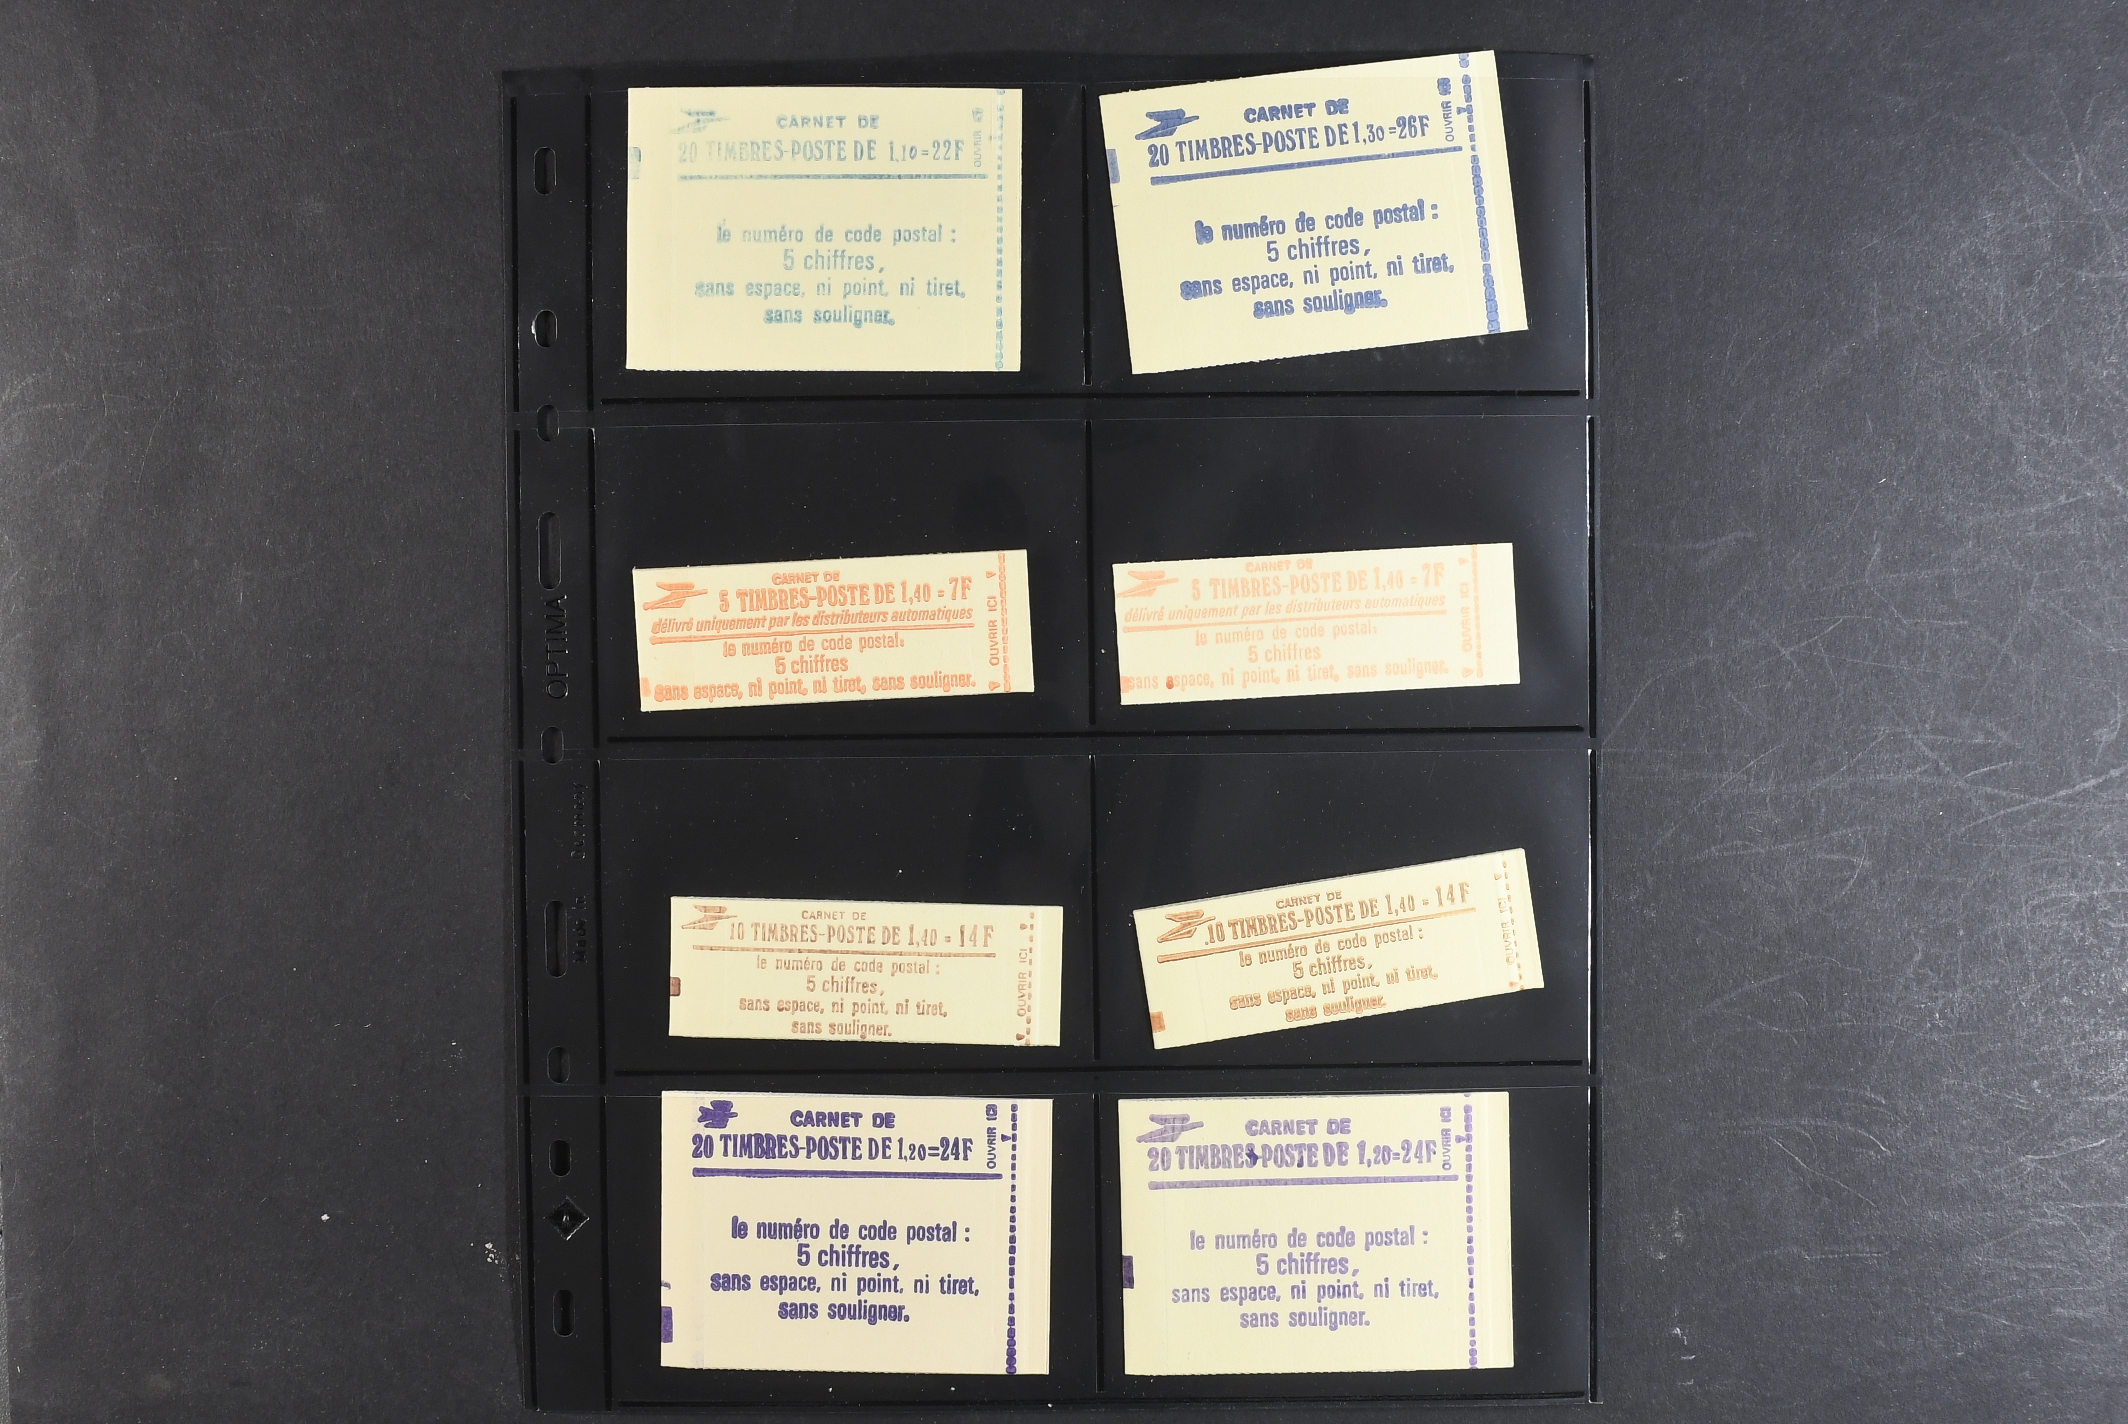 CARNET DE
20 TIMBRES-POSTE DE 1,10=22F
OUVRIR ICI
le numéro de code postal :
5 chiffres,
sans espace, ni point, ni tiret,
sans souligner.
CARNET DE
20 TIMBRES-POSTE DE 1,30=26F
OUVRIR ICI
le numéro de code postal :
5 chiffres,
sans espace, ni point, ni tiret,
sans souligner.
CARNET DE
5 TIMBRES-POSTE DE 1,40 = 7F
délivré uniquement par les distributeurs automatiques
le numéro de code postal:
5 chiffres
sans espace, ni point, ni tiret, sans souligner.
OUVRIR ICI
CARNET DE
5 TIMBRES-POSTE DE 1,40 = 7F
délivré uniquement par les distributeurs automatiques
le numéro de code postal:
5 chiffres
sans espace, ni point, ni tiret, sans souligner.
OUVRIR ICI
OPTIMA
Made in Germany
CARNET DE
10 TIMBRES-POSTE DE 1,40 = 14F
le numéro de code postal :
5 chiffres,
sans espace, ni point, ni tiret,
sans souligner.
OUVRIR ICI
CARNET DE
10 TIMBRES-POSTE DE 1,40 = 14F
le numéro de code postal :
5 chiffres,
sans espace, ni point, ni tiret,
sans souligner.
OUVRIR ICI
CARNET DE
20 TIMBRES-POSTE DE 1,20=24F
OUVRIR ICI
le numéro de code postal :
5 chiffres,
sans espace, ni point, ni tiret,
sans souligner.
CARNET DE
20 TIMBRES-POSTE DE 1,20=24F
OUVRIR ICI
le numéro de code postal :
5 chiffres,
sans espace, ni point, ni tiret,
sans souligner.